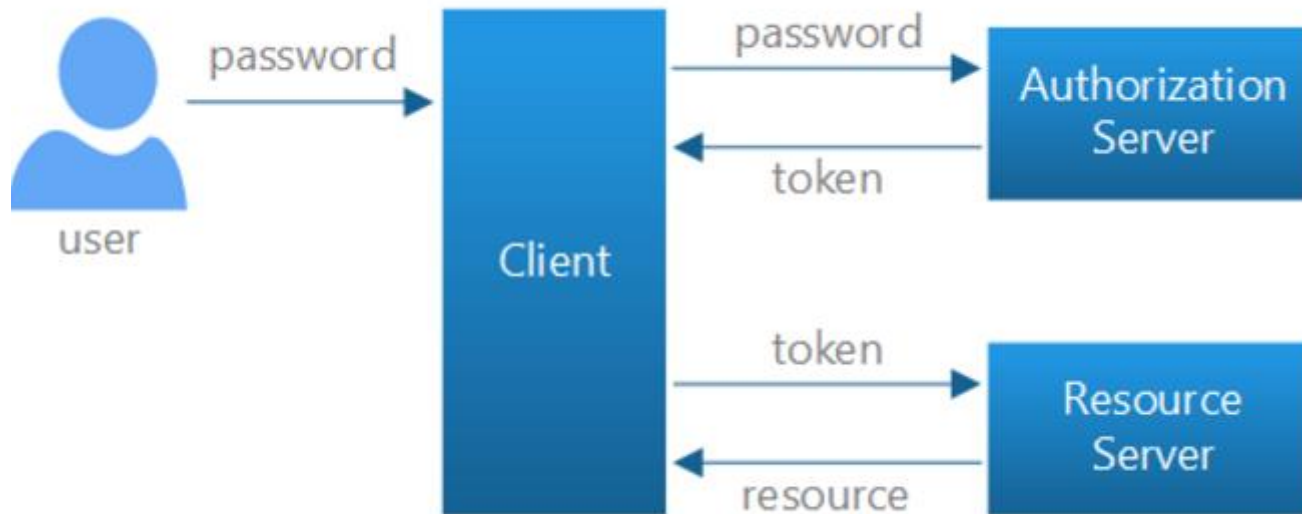 password
user
Client
password
token
Authorization
Server
token
resource
Resource
Server